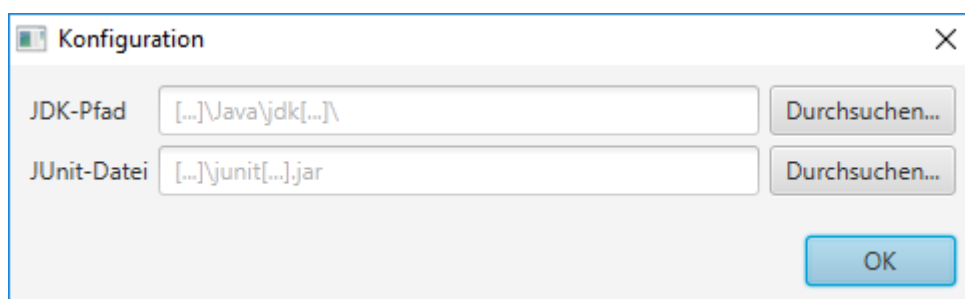 Konfiguration
JDK-Pfad [...]\Java\jdk[...]\ Durchsuchen...
JUnit-Datei [...]\junit[...].jar Durchsuchen...
OK